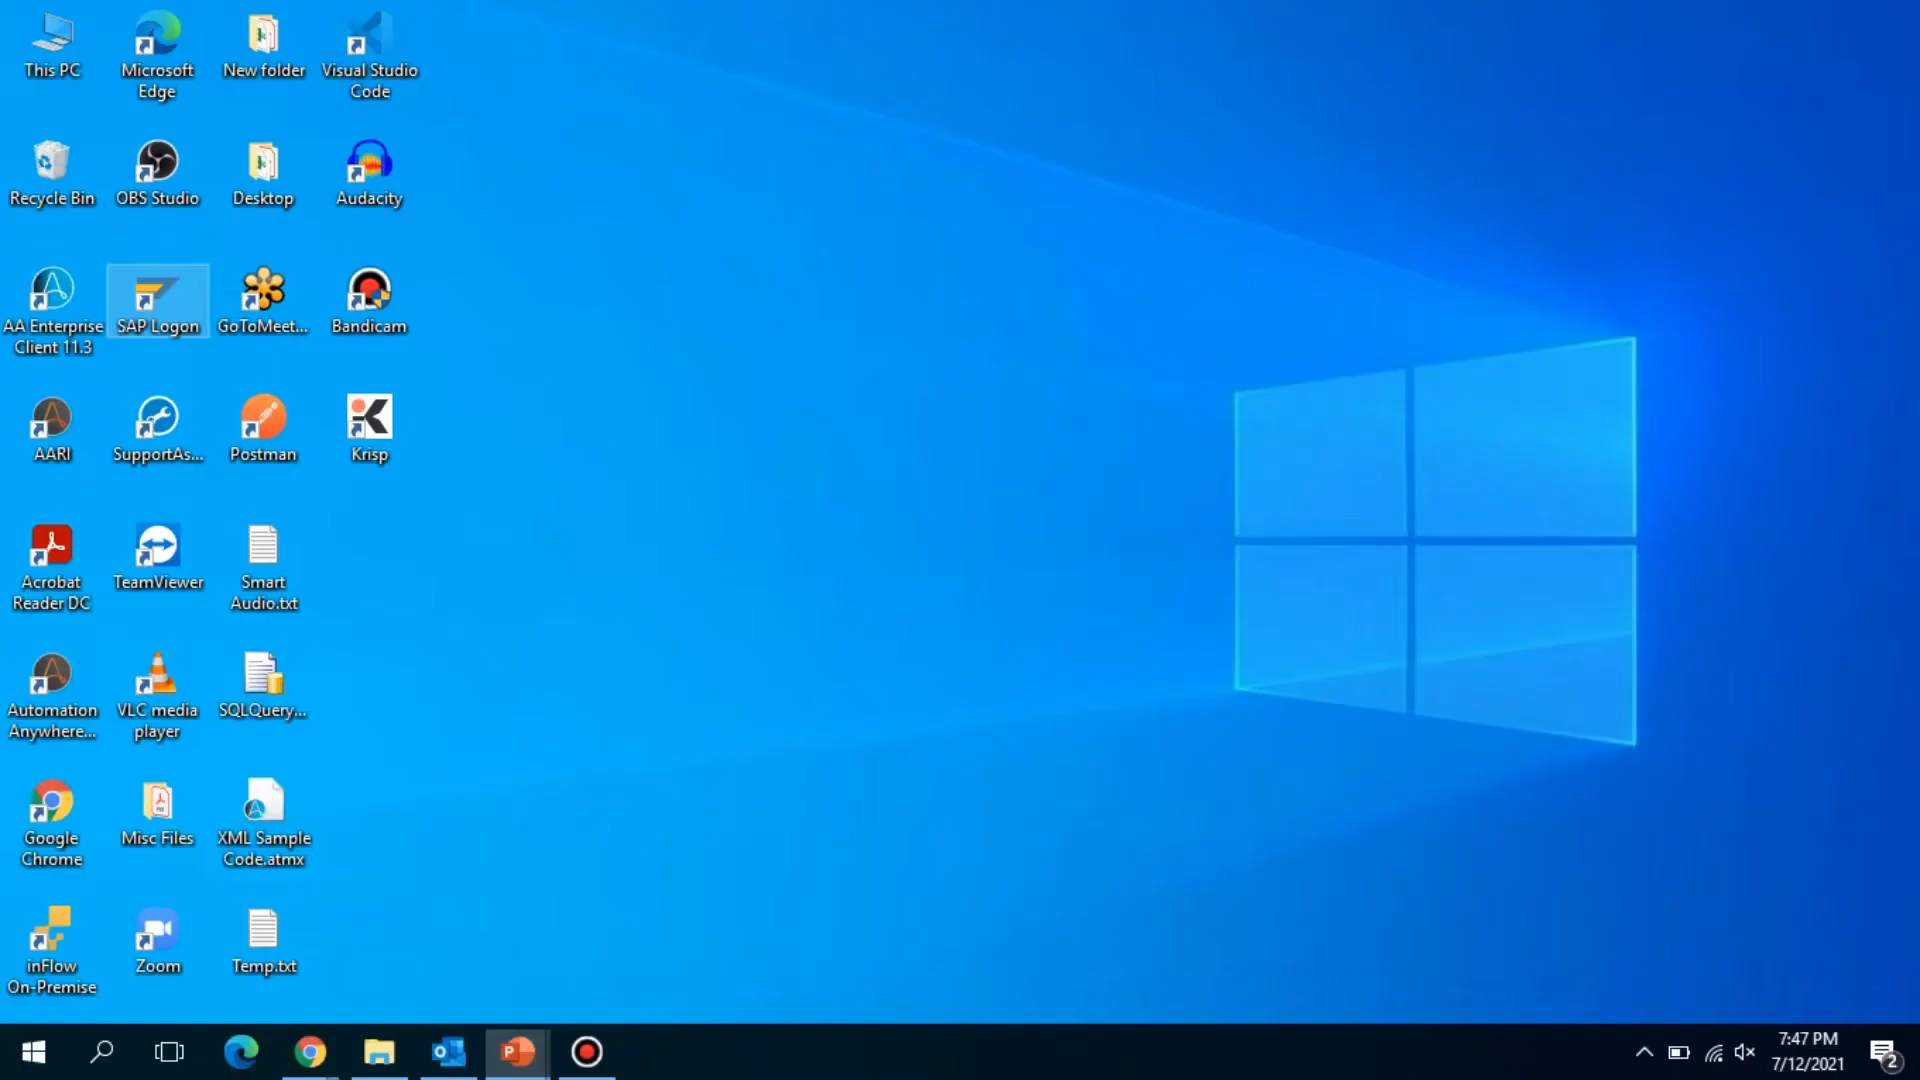 This PC
Microsoft
Edge
New folder
Visual Studio
Code
Recycle Bin
OBS Studio
Desktop
Audacity
AA Enterprise
Client 11.3
SAP Logon
GoToMeet...
Bandicam
AARI
SupportAs...
Postman
Krisp
Acrobat
Reader DC
TeamViewer
Smart
Audio.txt
Automation
Anywhere...
VLC media
player
SQLQuery...
Google
Chrome
Misc Files
XML Sample
Code.atmx
inFlow
On-Premise
Zoom
Temp.txt
7:47 PM
7/12/2021
2